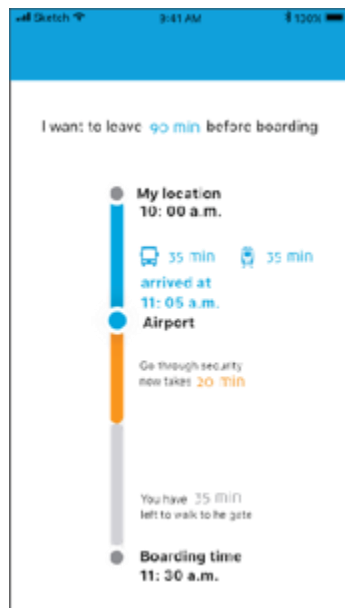 Sketch 9:41 AM 100%
I want to leave 90 min before boarding
My location
10: 00 a.m.
35 min 35 min
arrived at
11: 05 a.m.
Airport
Go through security
now takes 20 min
You have 35 min
left to walk to he gate
Boarding time
11: 30 a.m.